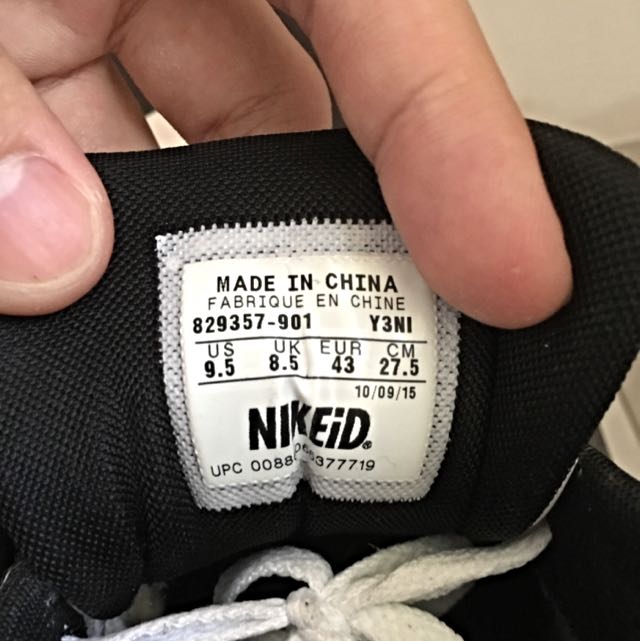 MADE IN CHINA
FABRIQUE EN CHINE
829357-901 Y3NI
US UK EUR CM
9.5 8.5 43 27.5
10/09/15
NIKEiD®
UPC